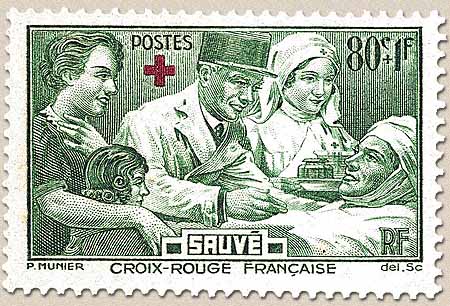 POSTES
80c+1F
SAUVÉ
RF
P. MUNIER
CROIX-ROUGE FRANÇAISE
del. Sc